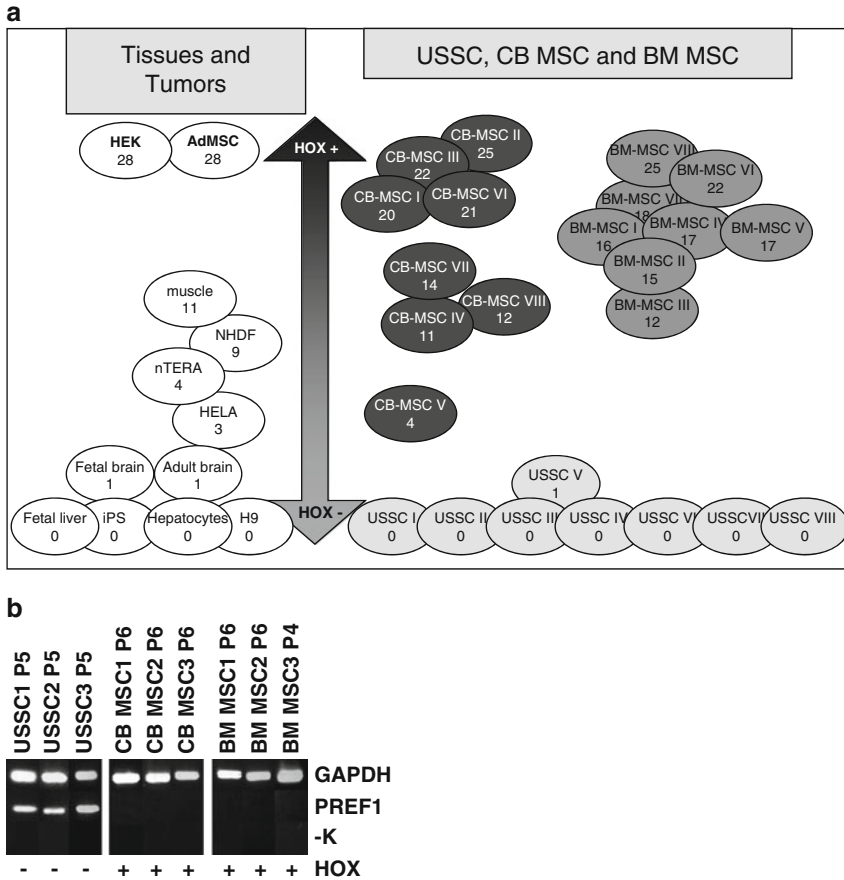 a
Tissues and
Tumors
USSC, CB MSC and BM MSC
HEK
28
AdMSC
28
HOX +
CB-MSC II
25
CB-MSC III
22
CB-MSC I
20
CB-MSC VI
21
BM-MSC VIII
25
BM-MSC VI
22
BM-MSC VII
18
BM-MSC I
16
BM-MSC IV
17
BM-MSC V
17
BM-MSC II
15
BM-MSC III
12
CB-MSC VII
14
CB-MSC VIII
12
CB-MSC IV
11
CB-MSC V
4
muscle
11
NHDF
9
nTERA
4
HELA
3
Fetal brain
1
Adult brain
1
Fetal liver
0
iPS
0
Hepatocytes
0
H9
0
HOX -
USSC V
1
USSC I
0
USSC II
0
USSC III
0
USSC IV
0
USSC VI
0
USSCVII
0
USSC VIII
0
b
USSC1 P5
USSC2 P5
USSC3 P5
CB MSC1 P6
CB MSC2 P6
CB MSC3 P6
BM MSC1 P6
BM MSC2 P6
BM MSC3 P4
GAPDH
PREF1
-K
- - - + + + + + + HOX